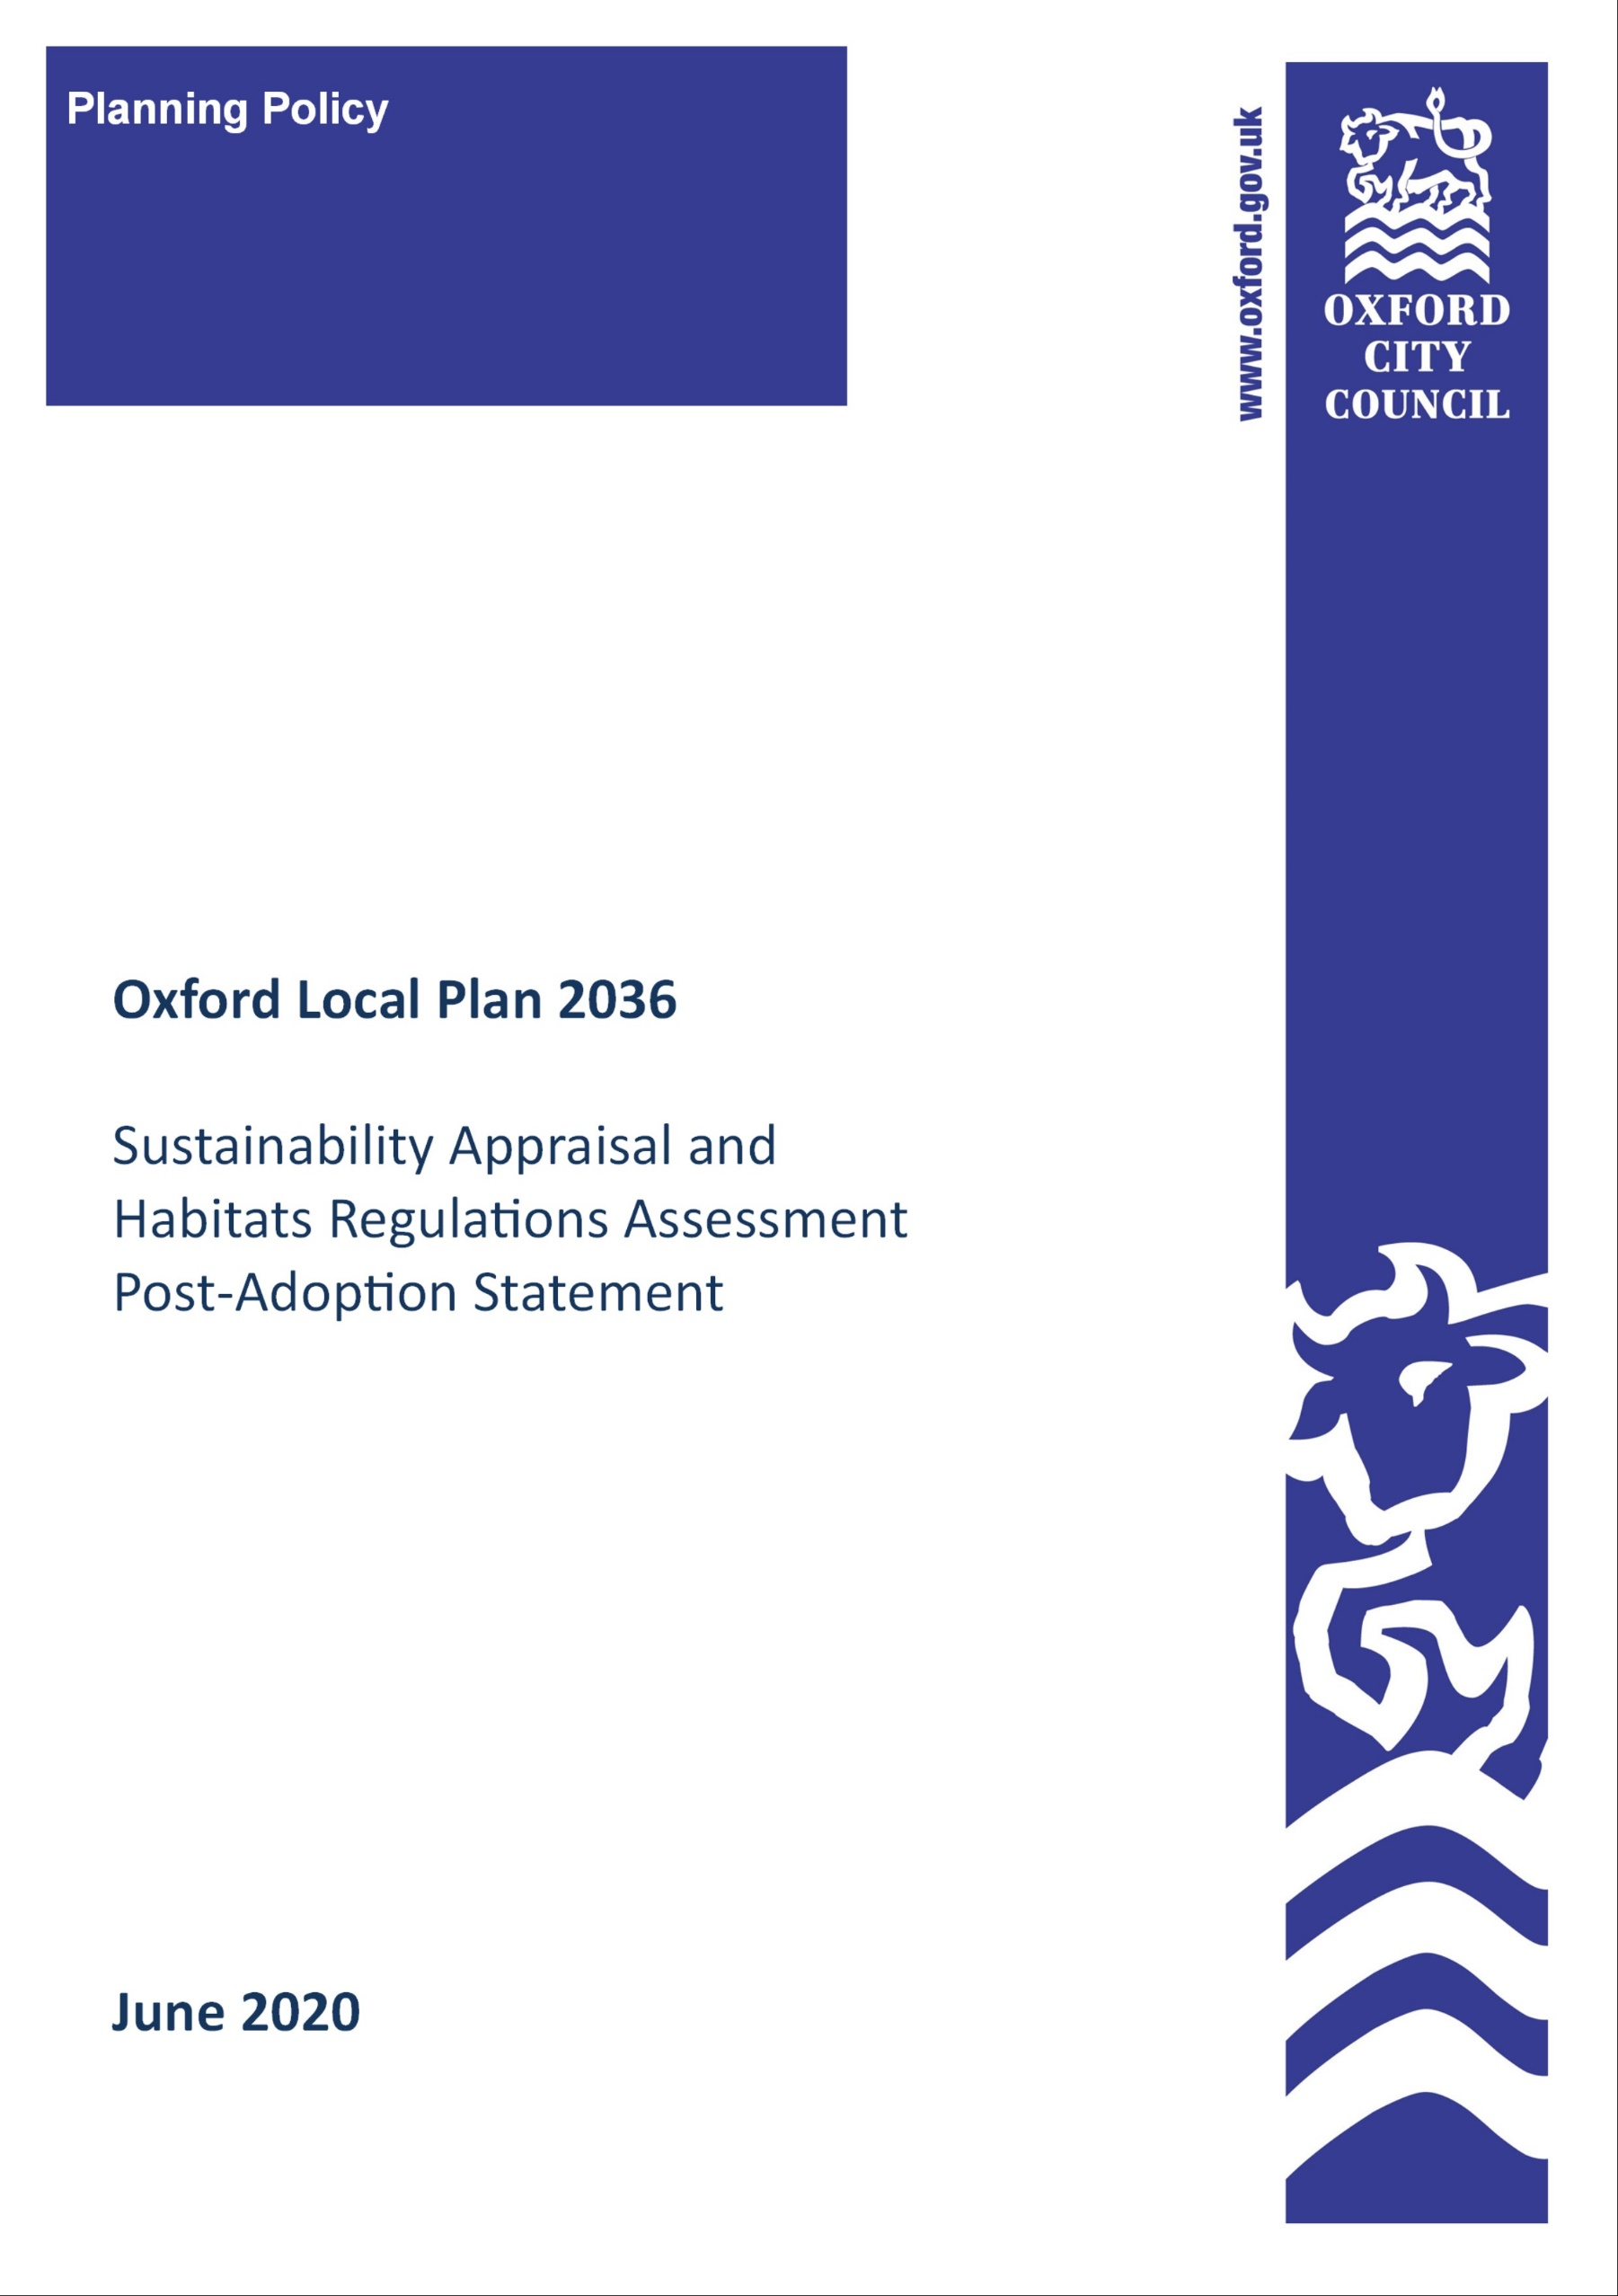 Planning Policy
www.oxford.gov.uk
OXFORD
CITY
COUNCIL
Oxford Local Plan 2036
Sustainability Appraisal and
Habitats Regulations Assessment
Post-Adoption Statement
June 2020